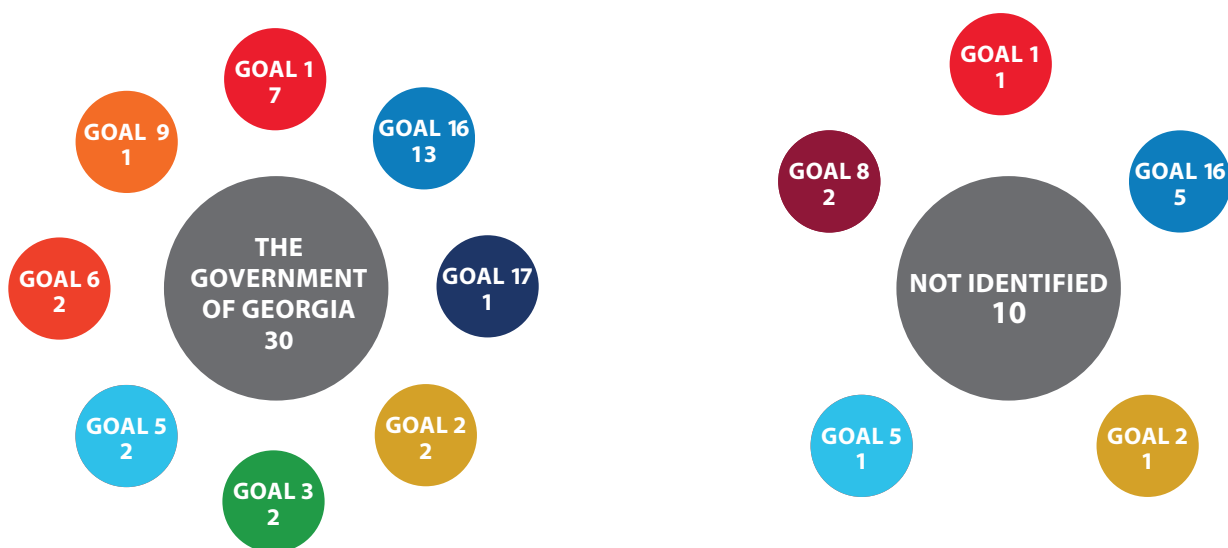 GOAL 1
7
GOAL 16
13
GOAL 9
1
THE
GOVERNMENT
OF GEORGIA
30
GOAL 17
1
GOAL 6
2
GOAL 5
2
GOAL 2
2
GOAL 3
2
GOAL 1
1
GOAL 8
2
GOAL 16
5
NOT IDENTIFIED
10
GOAL 5
1
GOAL 2
1